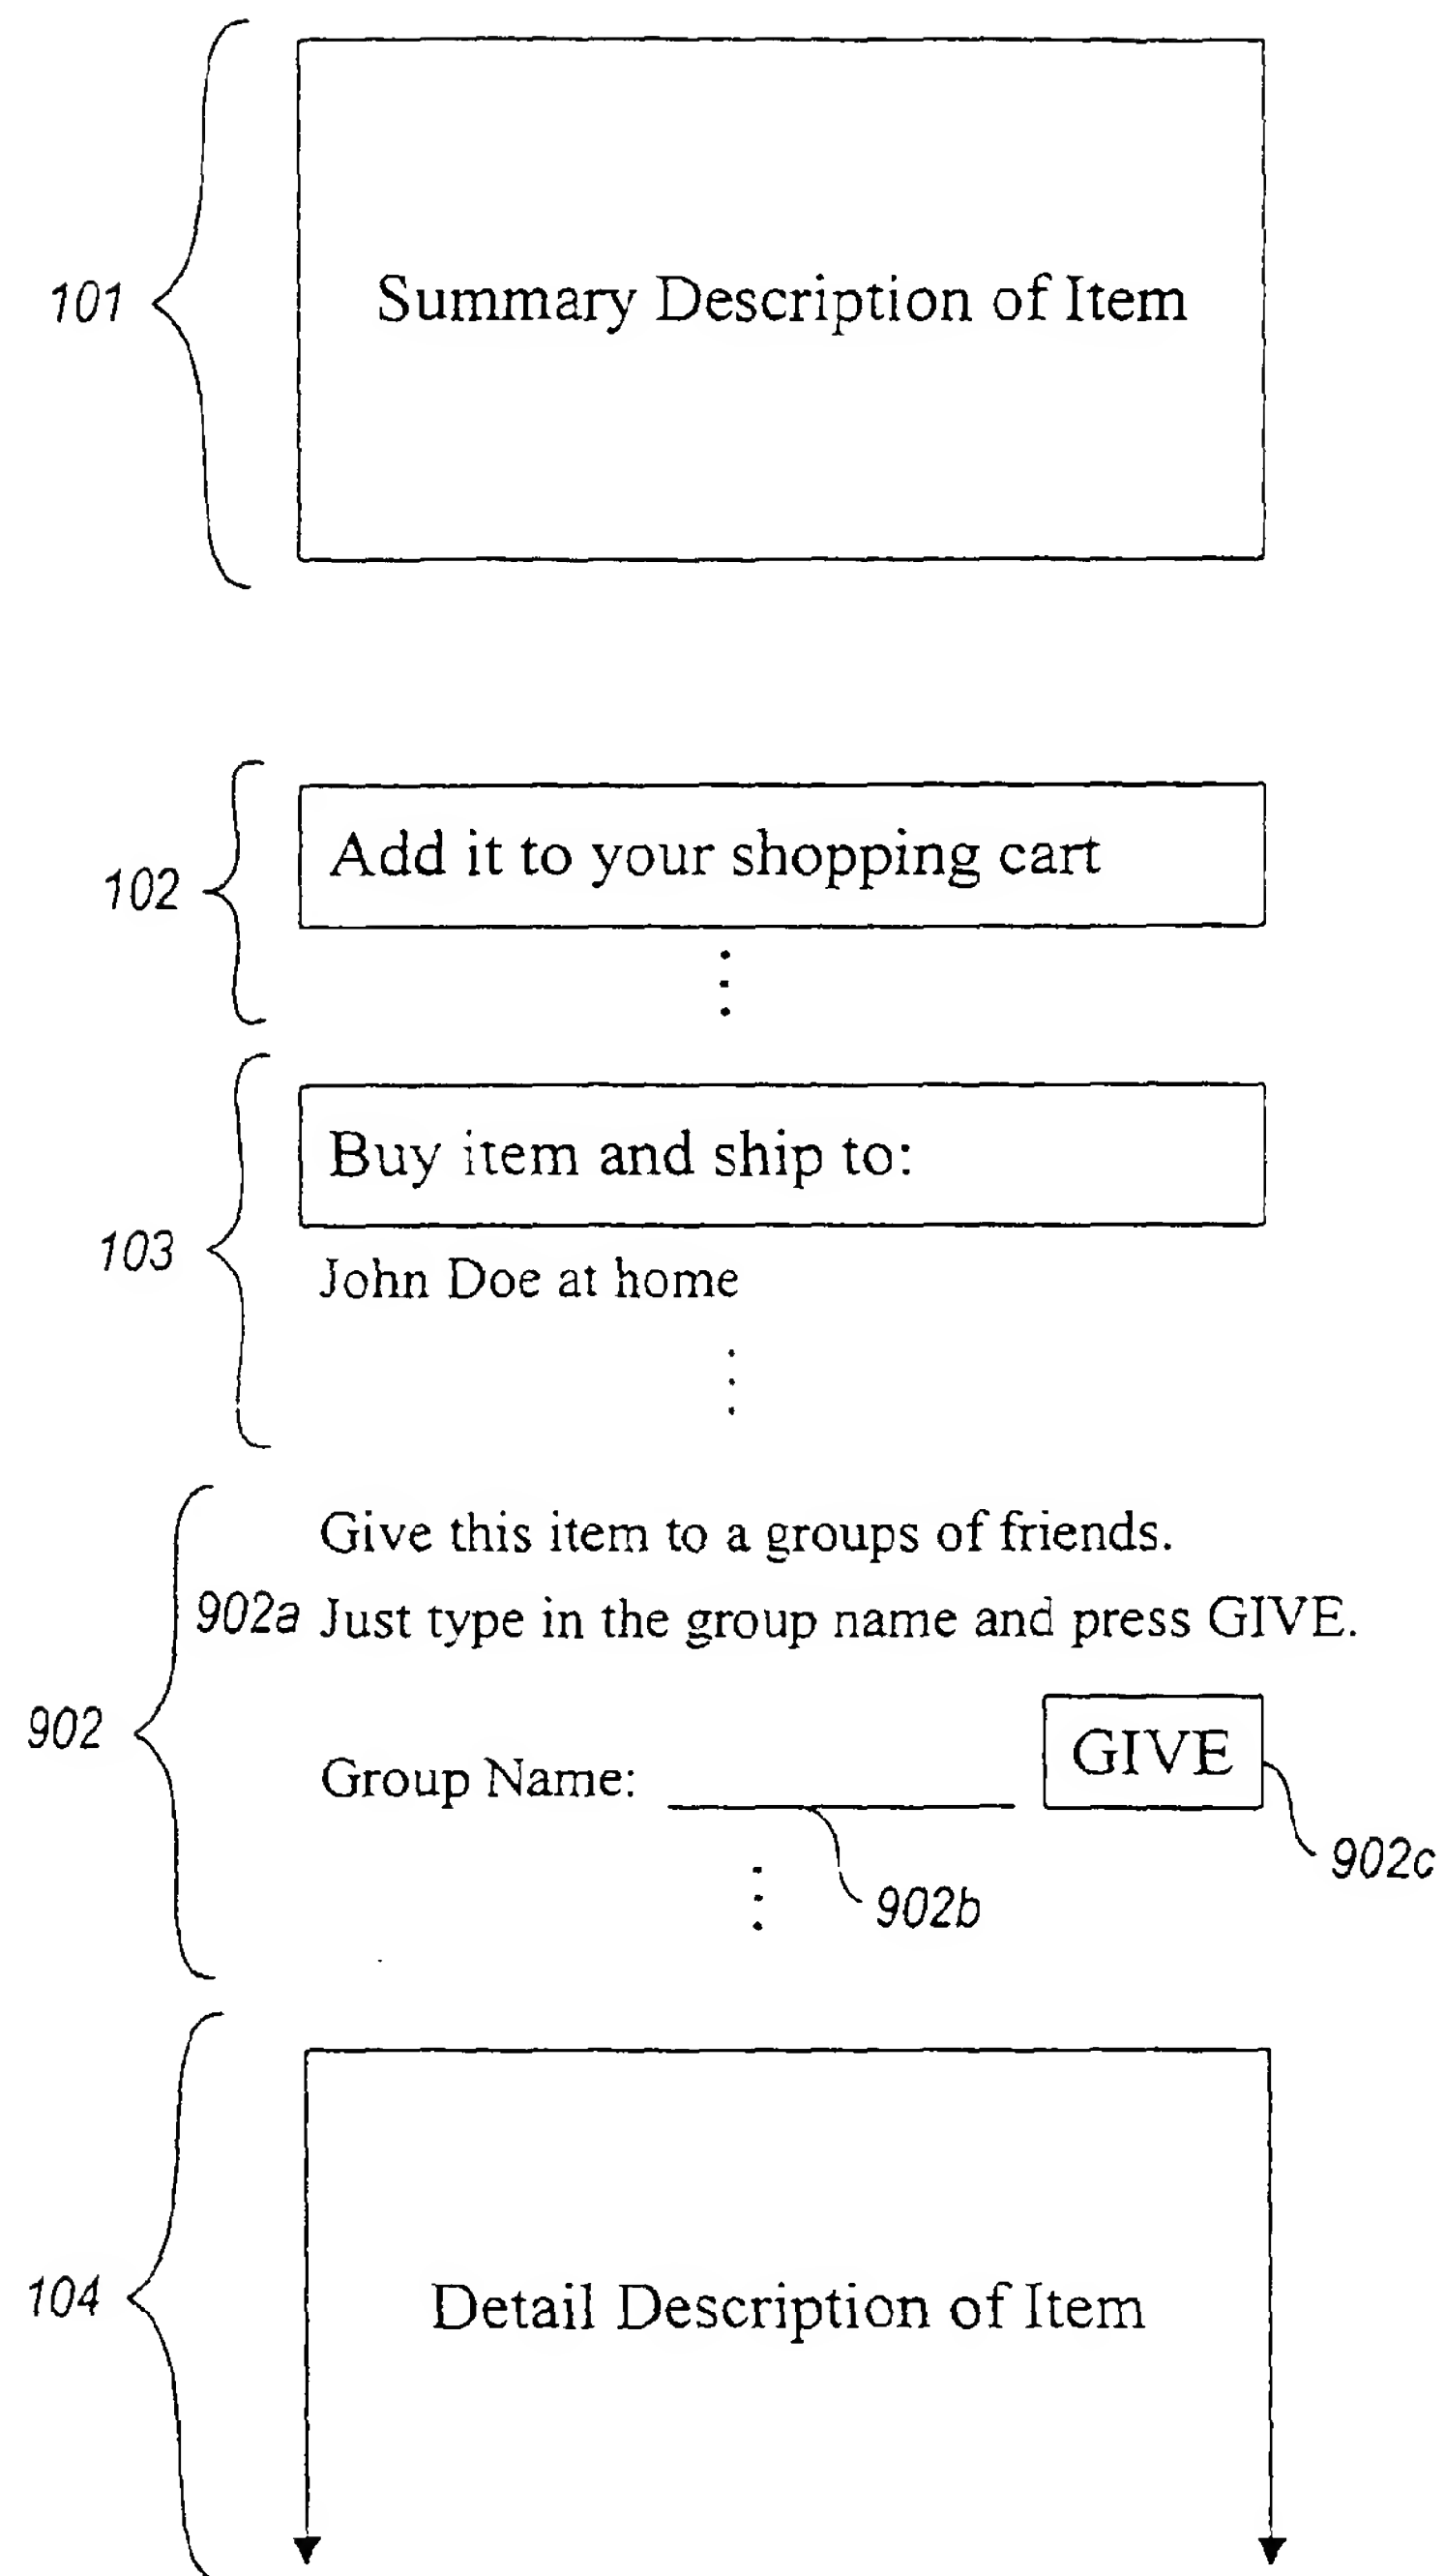 101
Summary Description of Item
102
Add it to your shopping cart
103
Buy item and ship to:
John Doe at home
Give this item to a groups of friends.
902a Just type in the group name and press GIVE.
902
Group Name: GIVE
902c
902b
104
Detail Description of Item